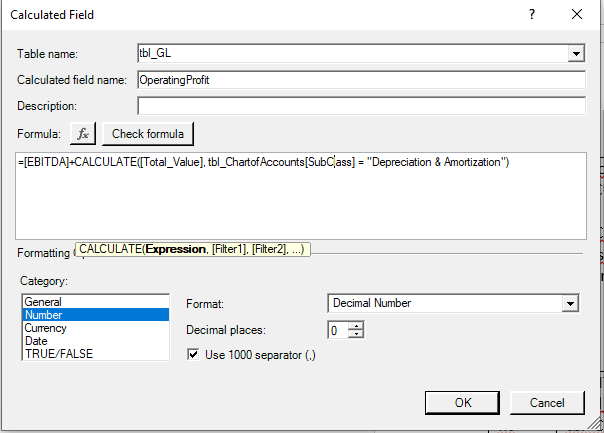 Calculated Field
?
Table name: tbl_GL
Calculated field name: OperatingProfit
Description:
Formula: fx Check formula
=[EBITDA]+CALCULATE([Total_Value], tbl_ChartofAccounts[SubClass] = "Depreciation & Amortization")
CALCULATE(Expression, [Filter1], [Filter2], ...)
Formatting
Category:
General
Number
Currency
Date
TRUE/FALSE
Format: Decimal Number
Decimal places: 0
Use 1000 separator (,)
OK Cancel